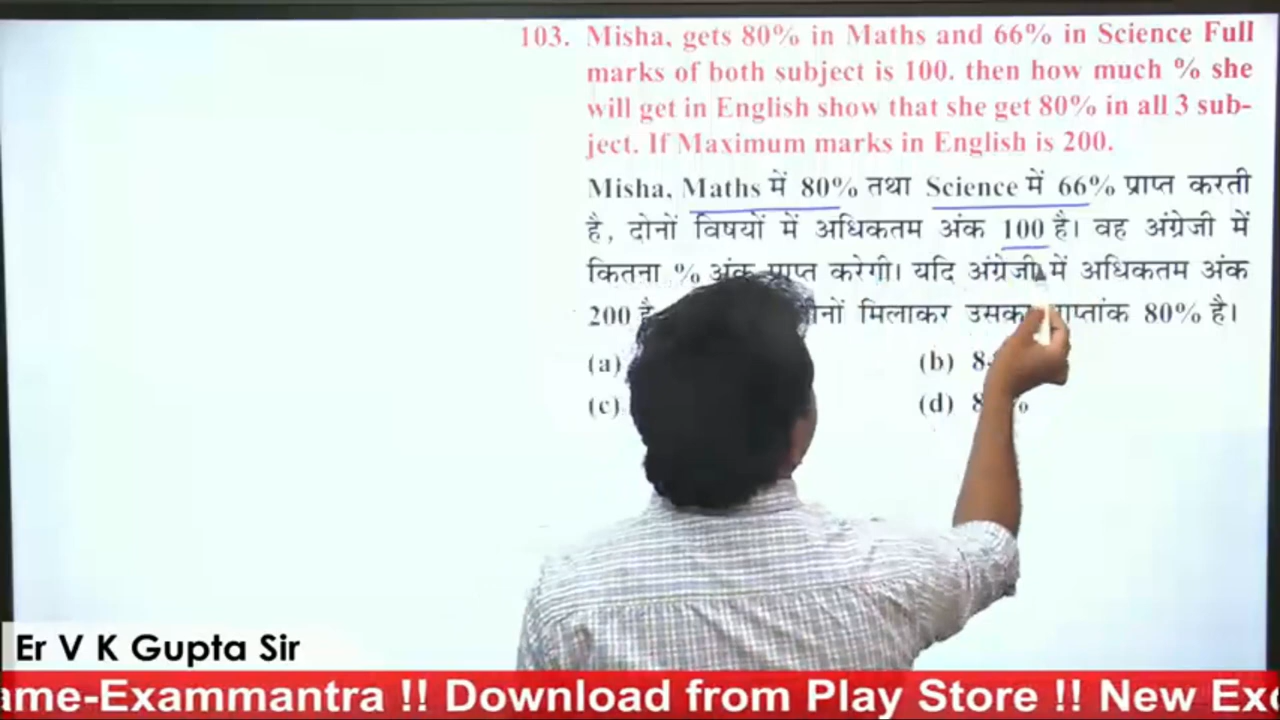 103. Misha, gets 80% in Maths and 66% in Science Full
marks of both subject is 100. then how much % she
will get in English show that she get 80% in all 3 sub-
ject. If Maximum marks in English is 200.
Misha, Maths में 80% तथा Science में 66% प्राप्त करती
है, दोनों विषयों में अधिकतम अंक 100 है। वह अंग्रेजी में
कितना % अंक प्राप्त करेगी। यदि अंग्रेजी में अधिकतम अंक
200 है मिलाकर उसका 80% है।
(a) (b)
(c) (d)
Er V K Gupta Sir
ame-Exammantra !! Download from Play Store !! New Exc